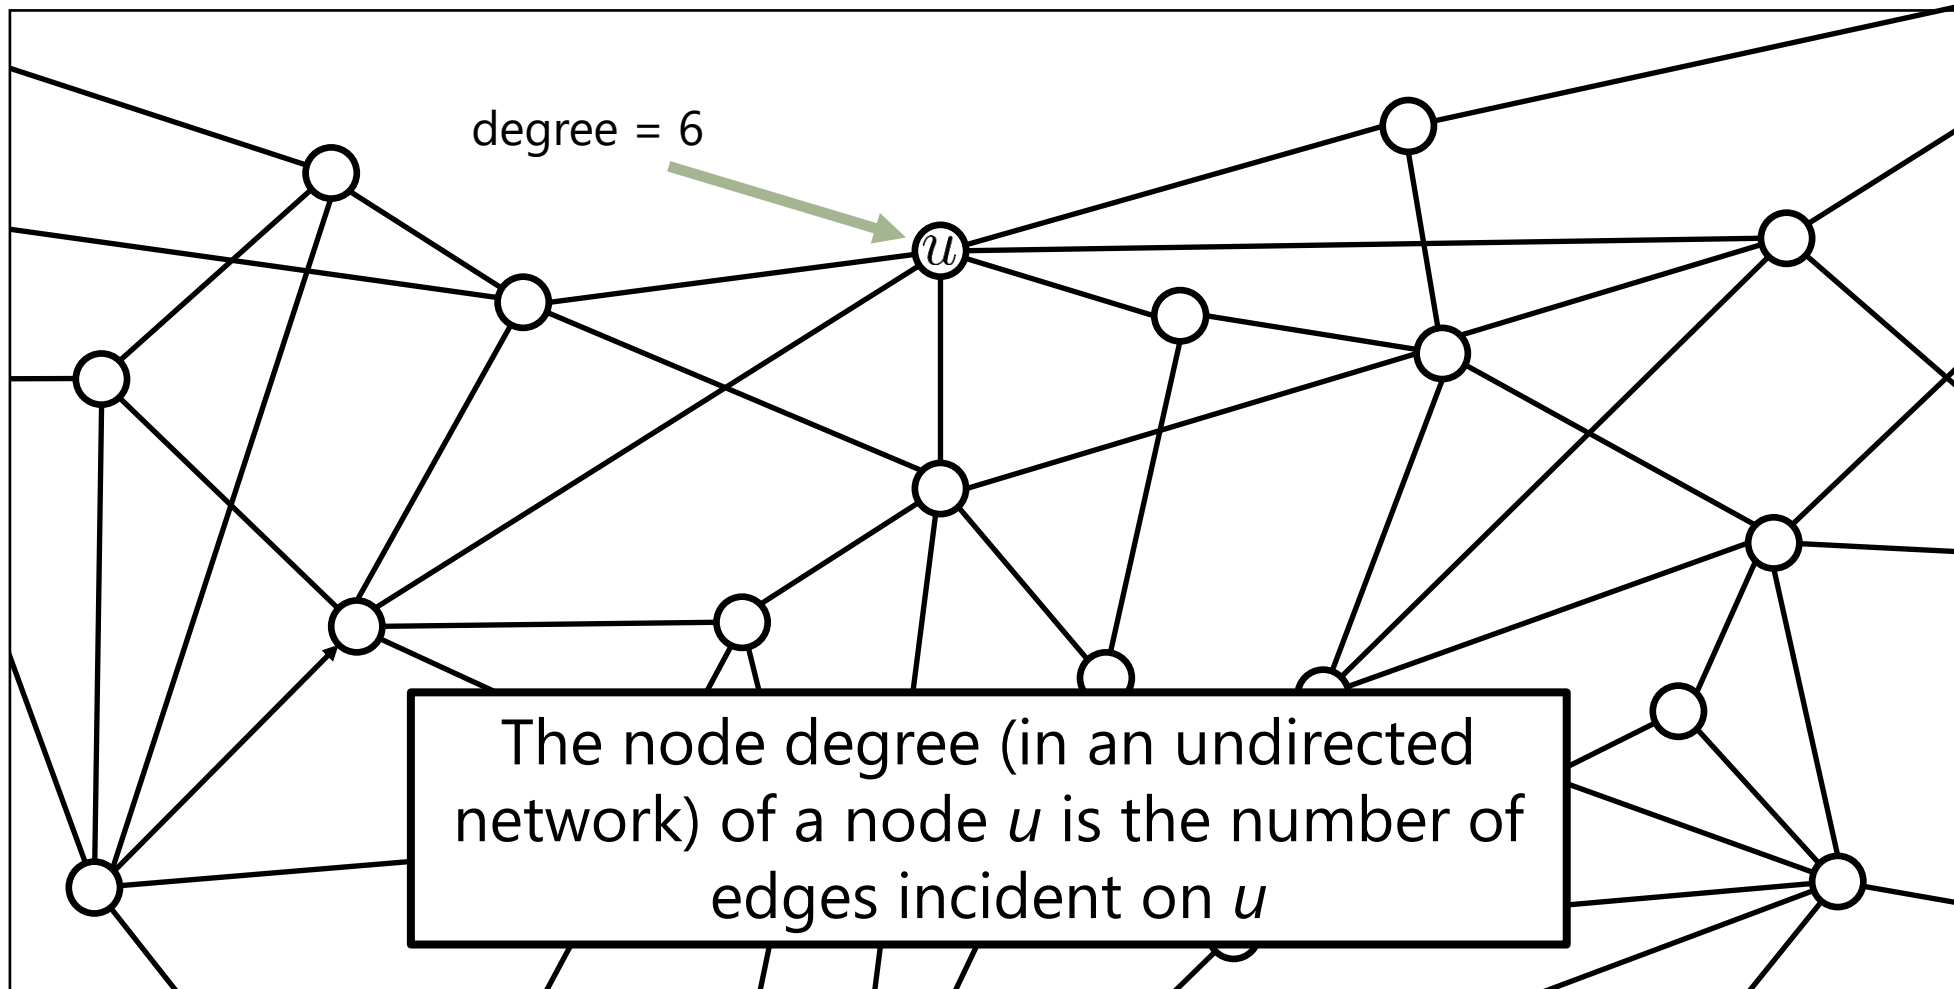 degree = 6
u
The node degree (in an undirected
network) of a node u is the number of
edges incident on u